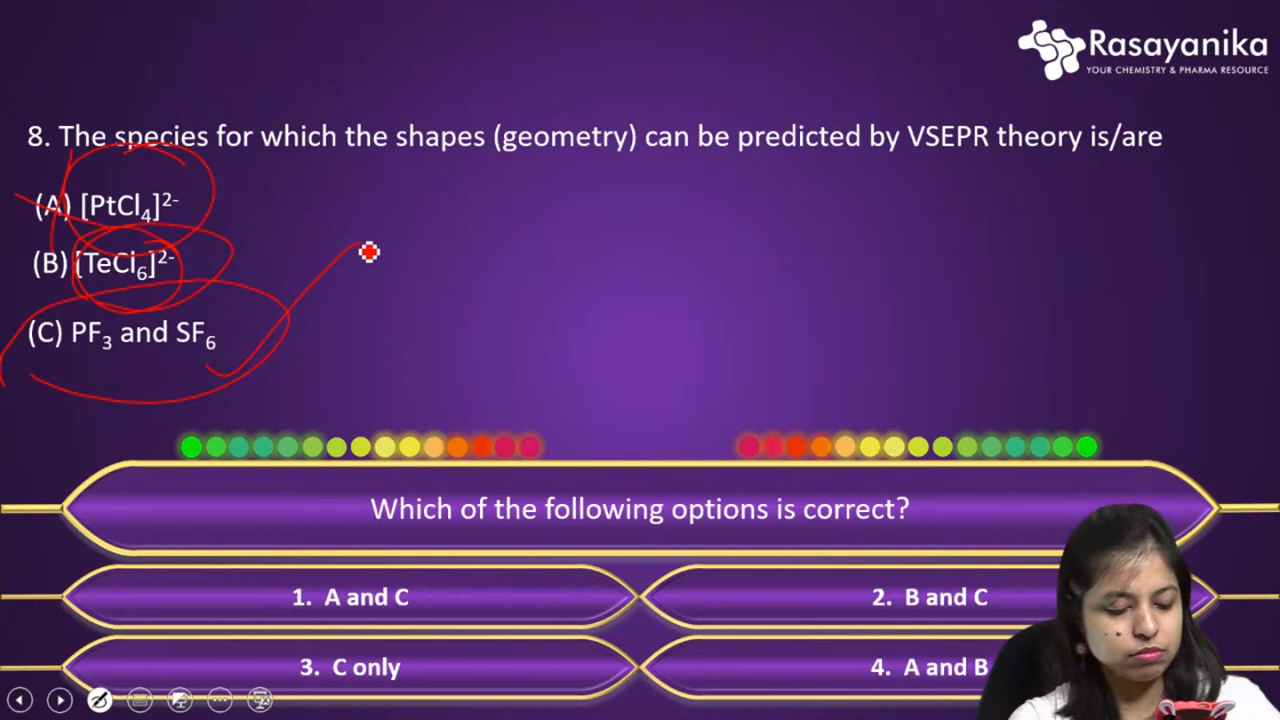 Rasayanika
YOUR CHEMISTRY & PHARMA RESOURCE
8. The species for which the shapes (geometry) can be predicted by VSEPR theory is/are
(A) [PtCl₄]²⁻
(B) [TeCl₆]²⁻
(C) PF₃ and SF₆
Which of the following options is correct?
1. A and C
2. B and C
3. C only
4. A and B